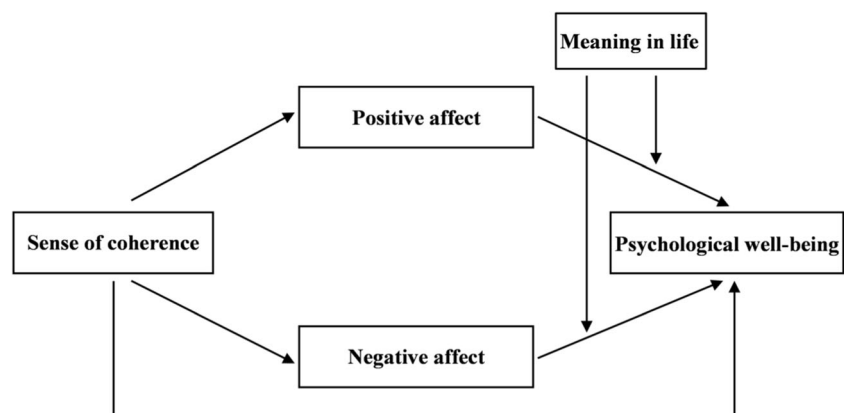 Meaning in life
Positive affect
Sense of coherence
Psychological well-being
Negative affect